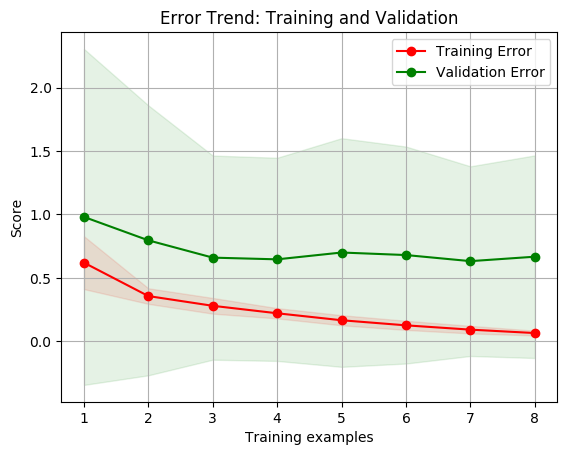 Error Trend: Training and Validation
Training Error
Validation Error
Score
2.0
1.5
1.0
0.5
0.0
1 2 3 4 5 6 7 8
Training examples